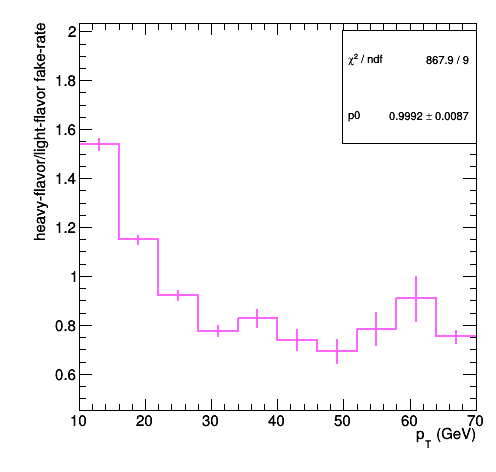 heavy-flavor/light-flavor fake-rate
χ² / ndf 867.9 / 9
p0 0.9992 ± 0.0087
2
1.8
1.6
1.4
1.2
1
0.8
0.6
10 20 30 40 50 60 70
p_T (GeV)